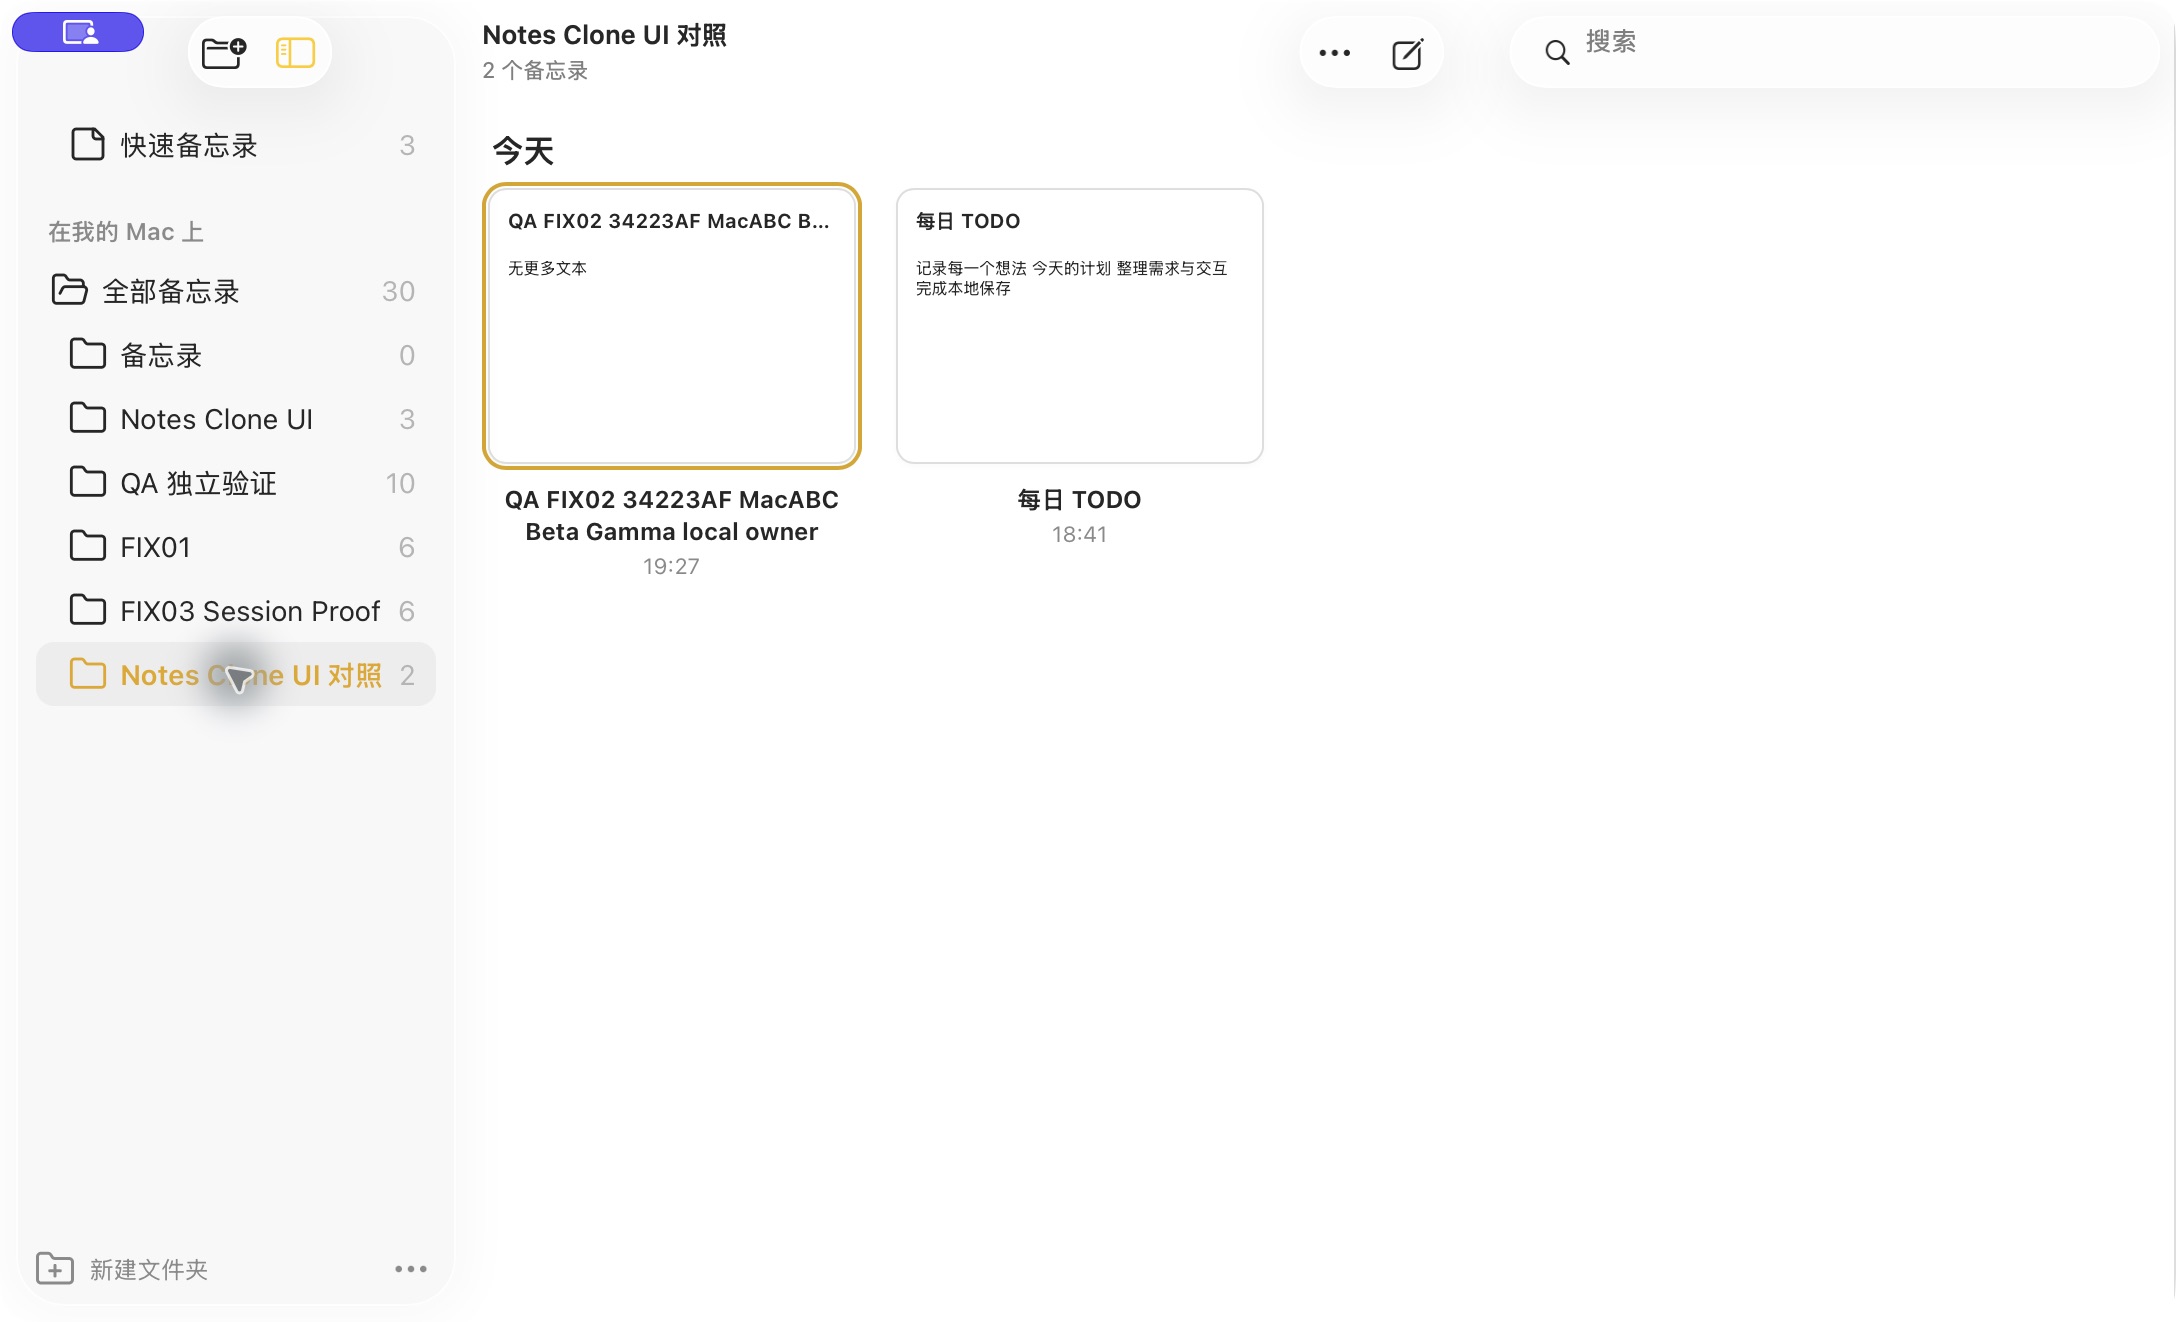 快速备忘录 3
在我的 Mac 上
全部备忘录 30
备忘录 0
Notes Clone UI 3
QA 独立验证 10
FIX01 6
FIX03 Session Proof 6
Notes Clone UI 对照 2
新建文件夹
Notes Clone UI 对照
2 个备忘录
搜索
今天
QA FIX02 34223AF MacABC B...
无更多文本
QA FIX02 34223AF MacABC
Beta Gamma local owner
19:27
每日 TODO
记录每一个想法 今天的计划 整理需求与交互
完成本地保存
每日 TODO
18:41